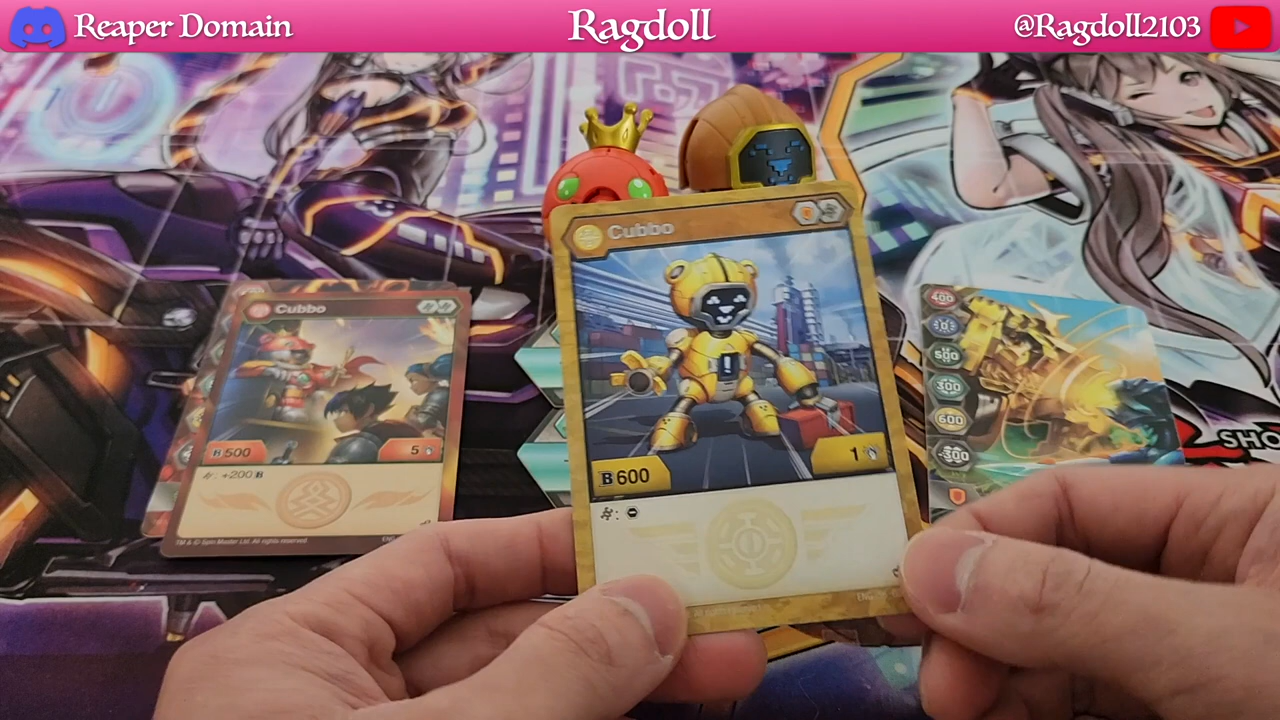 Reaper Domain
Ragdoll
@Ragdoll2103
Cubbo
B 600
1
Cubbo
B 500
5
: +200 B
TM & © Spin Master Ltd. All rights reserved
400
500
300
600
-300
SHO